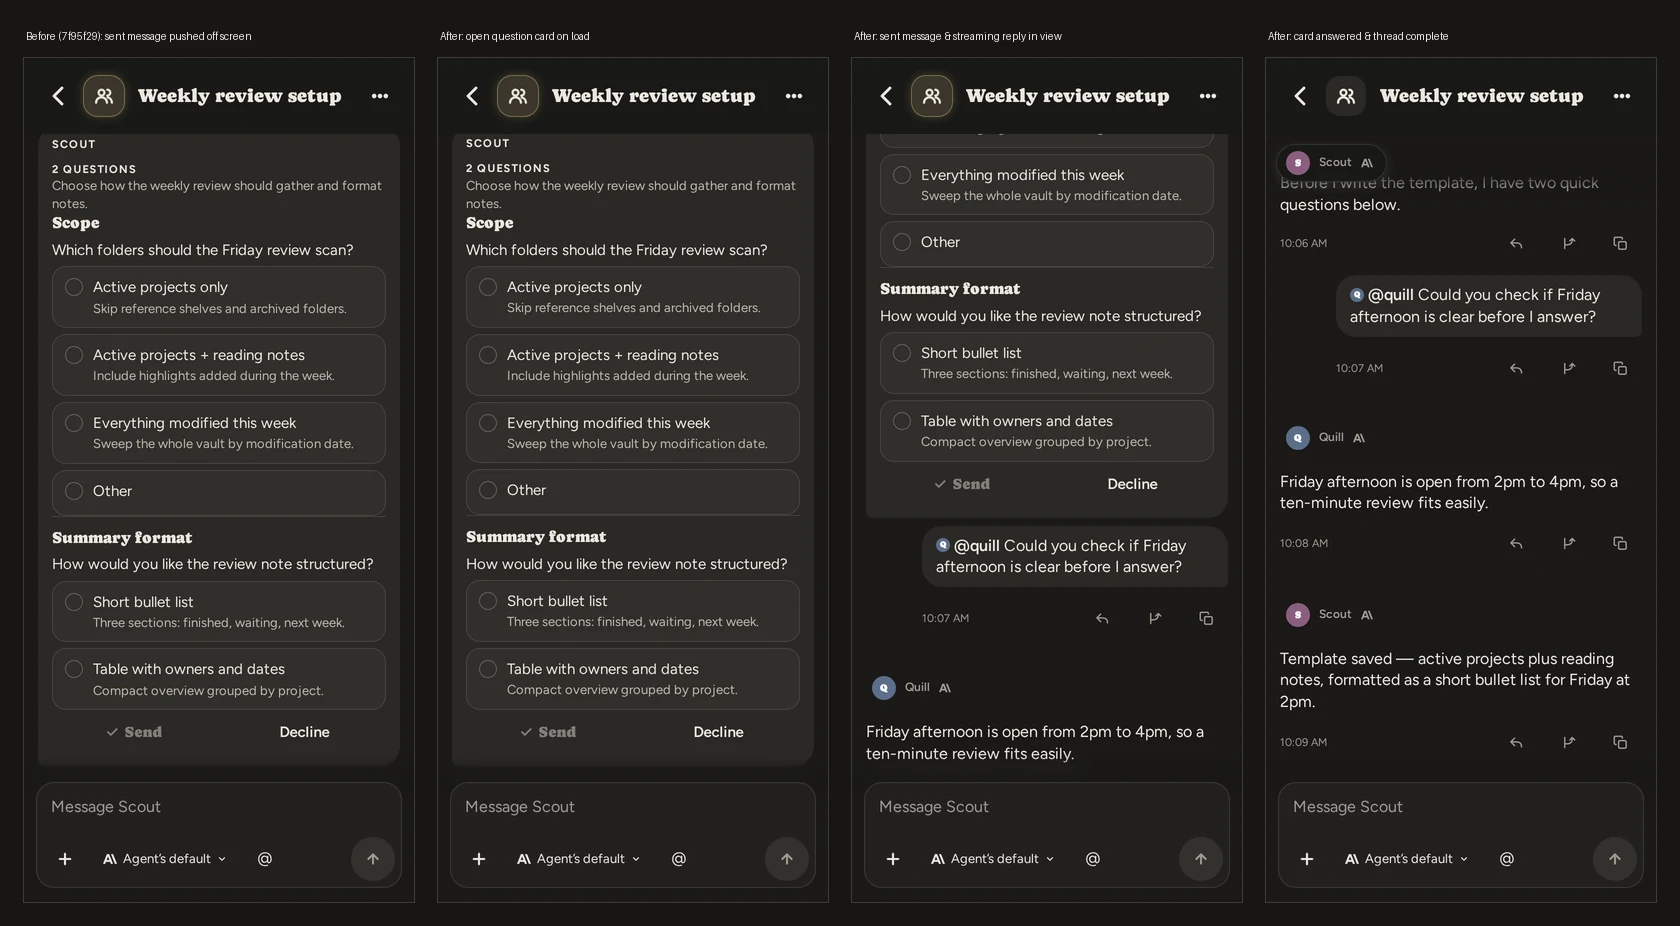 Before (7f95f29): sent message pushed offscreen
Weekly review setup
SCOUT
2 QUESTIONS
Choose how the weekly review should gather and format
notes.
Scope
Which folders should the Friday review scan?
Active projects only
Skip reference shelves and archived folders.
Active projects + reading notes
Include highlights added during the week.
Everything modified this week
Sweep the whole vault by modification date.
Other
Summary format
How would you like the review note structured?
Short bullet list
Three sections: finished, waiting, next week.
Table with owners and dates
Compact overview grouped by project.
Send
Decline
Message Scout
Agent's default
@
After: open question card on load
Weekly review setup
SCOUT
2 QUESTIONS
Choose how the weekly review should gather and format
notes.
Scope
Which folders should the Friday review scan?
Active projects only
Skip reference shelves and archived folders.
Active projects + reading notes
Include highlights added during the week.
Everything modified this week
Sweep the whole vault by modification date.
Other
Summary format
How would you like the review note structured?
Short bullet list
Three sections: finished, waiting, next week.
Table with owners and dates
Compact overview grouped by project.
Send
Decline
Message Scout
Agent's default
@
After: sent message & streaming reply in view
Weekly review setup
Everything modified this week
Sweep the whole vault by modification date.
Other
Summary format
How would you like the review note structured?
Short bullet list
Three sections: finished, waiting, next week.
Table with owners and dates
Compact overview grouped by project.
Send
Decline
Q @quill Could you check if Friday
afternoon is clear before I answer?
10:07 AM
Q Quill
Friday afternoon is open from 2pm to 4pm, so a
ten-minute review fits easily.
Message Scout
Agent's default
@
After: card answered & thread complete
Weekly review setup
S Scout
Before I write the template, I have two quick
questions below.
10:06 AM
Q @quill Could you check if Friday
afternoon is clear before I answer?
10:07 AM
Q Quill
Friday afternoon is open from 2pm to 4pm, so a
ten-minute review fits easily.
10:08 AM
S Scout
Template saved — active projects plus reading
notes, formatted as a short bullet list for Friday at
2pm.
10:09 AM
Message Scout
Agent's default
@